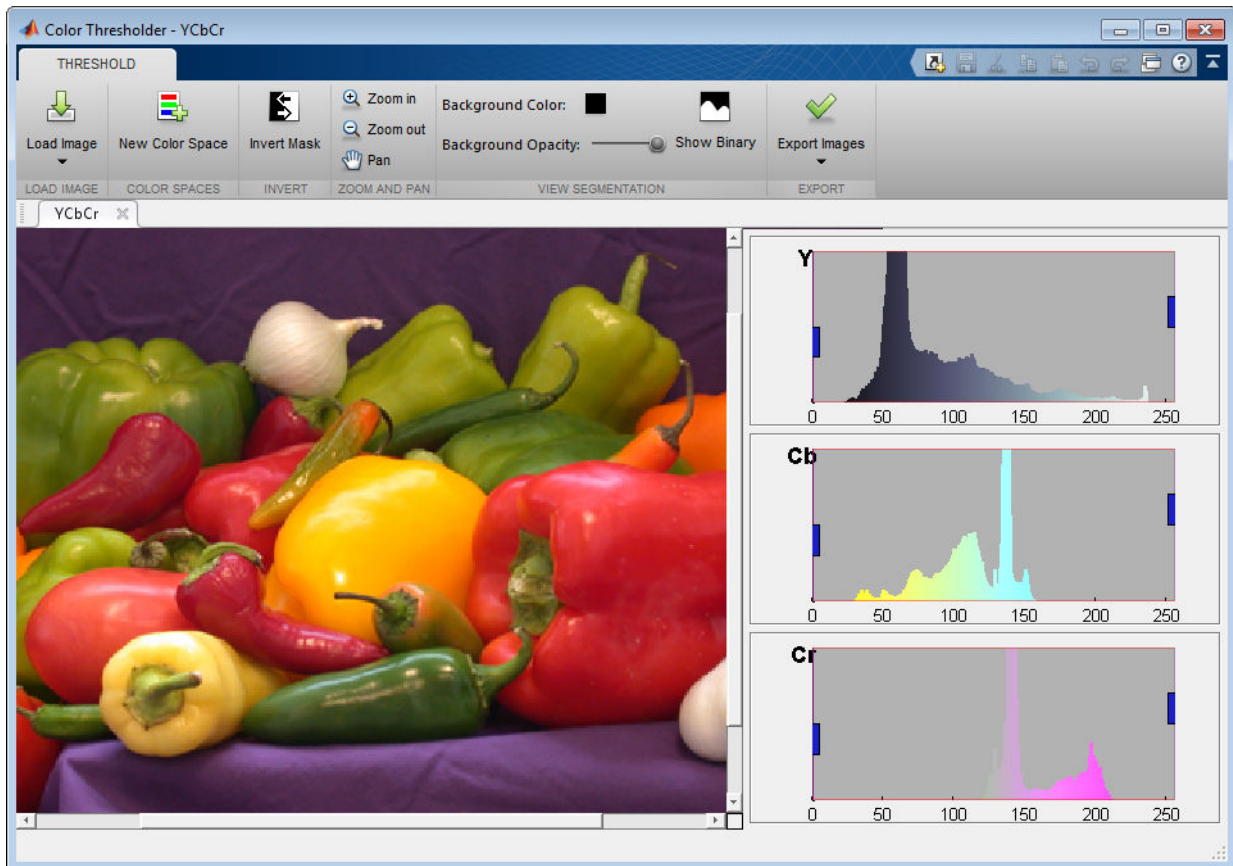 Color Thresholder - YCbCr
THRESHOLD
Load Image
New Color Space
Invert Mask
Zoom in
Zoom out
Pan
Background Color:
Background Opacity:
Show Binary
Export Images
LOAD IMAGE
COLOR SPACES
INVERT
ZOOM AND PAN
VIEW SEGMENTATION
EXPORT
YCbCr
Y
0 50 100 150 200 250
Cb
0 50 100 150 200 250
Cr
0 50 100 150 200 250